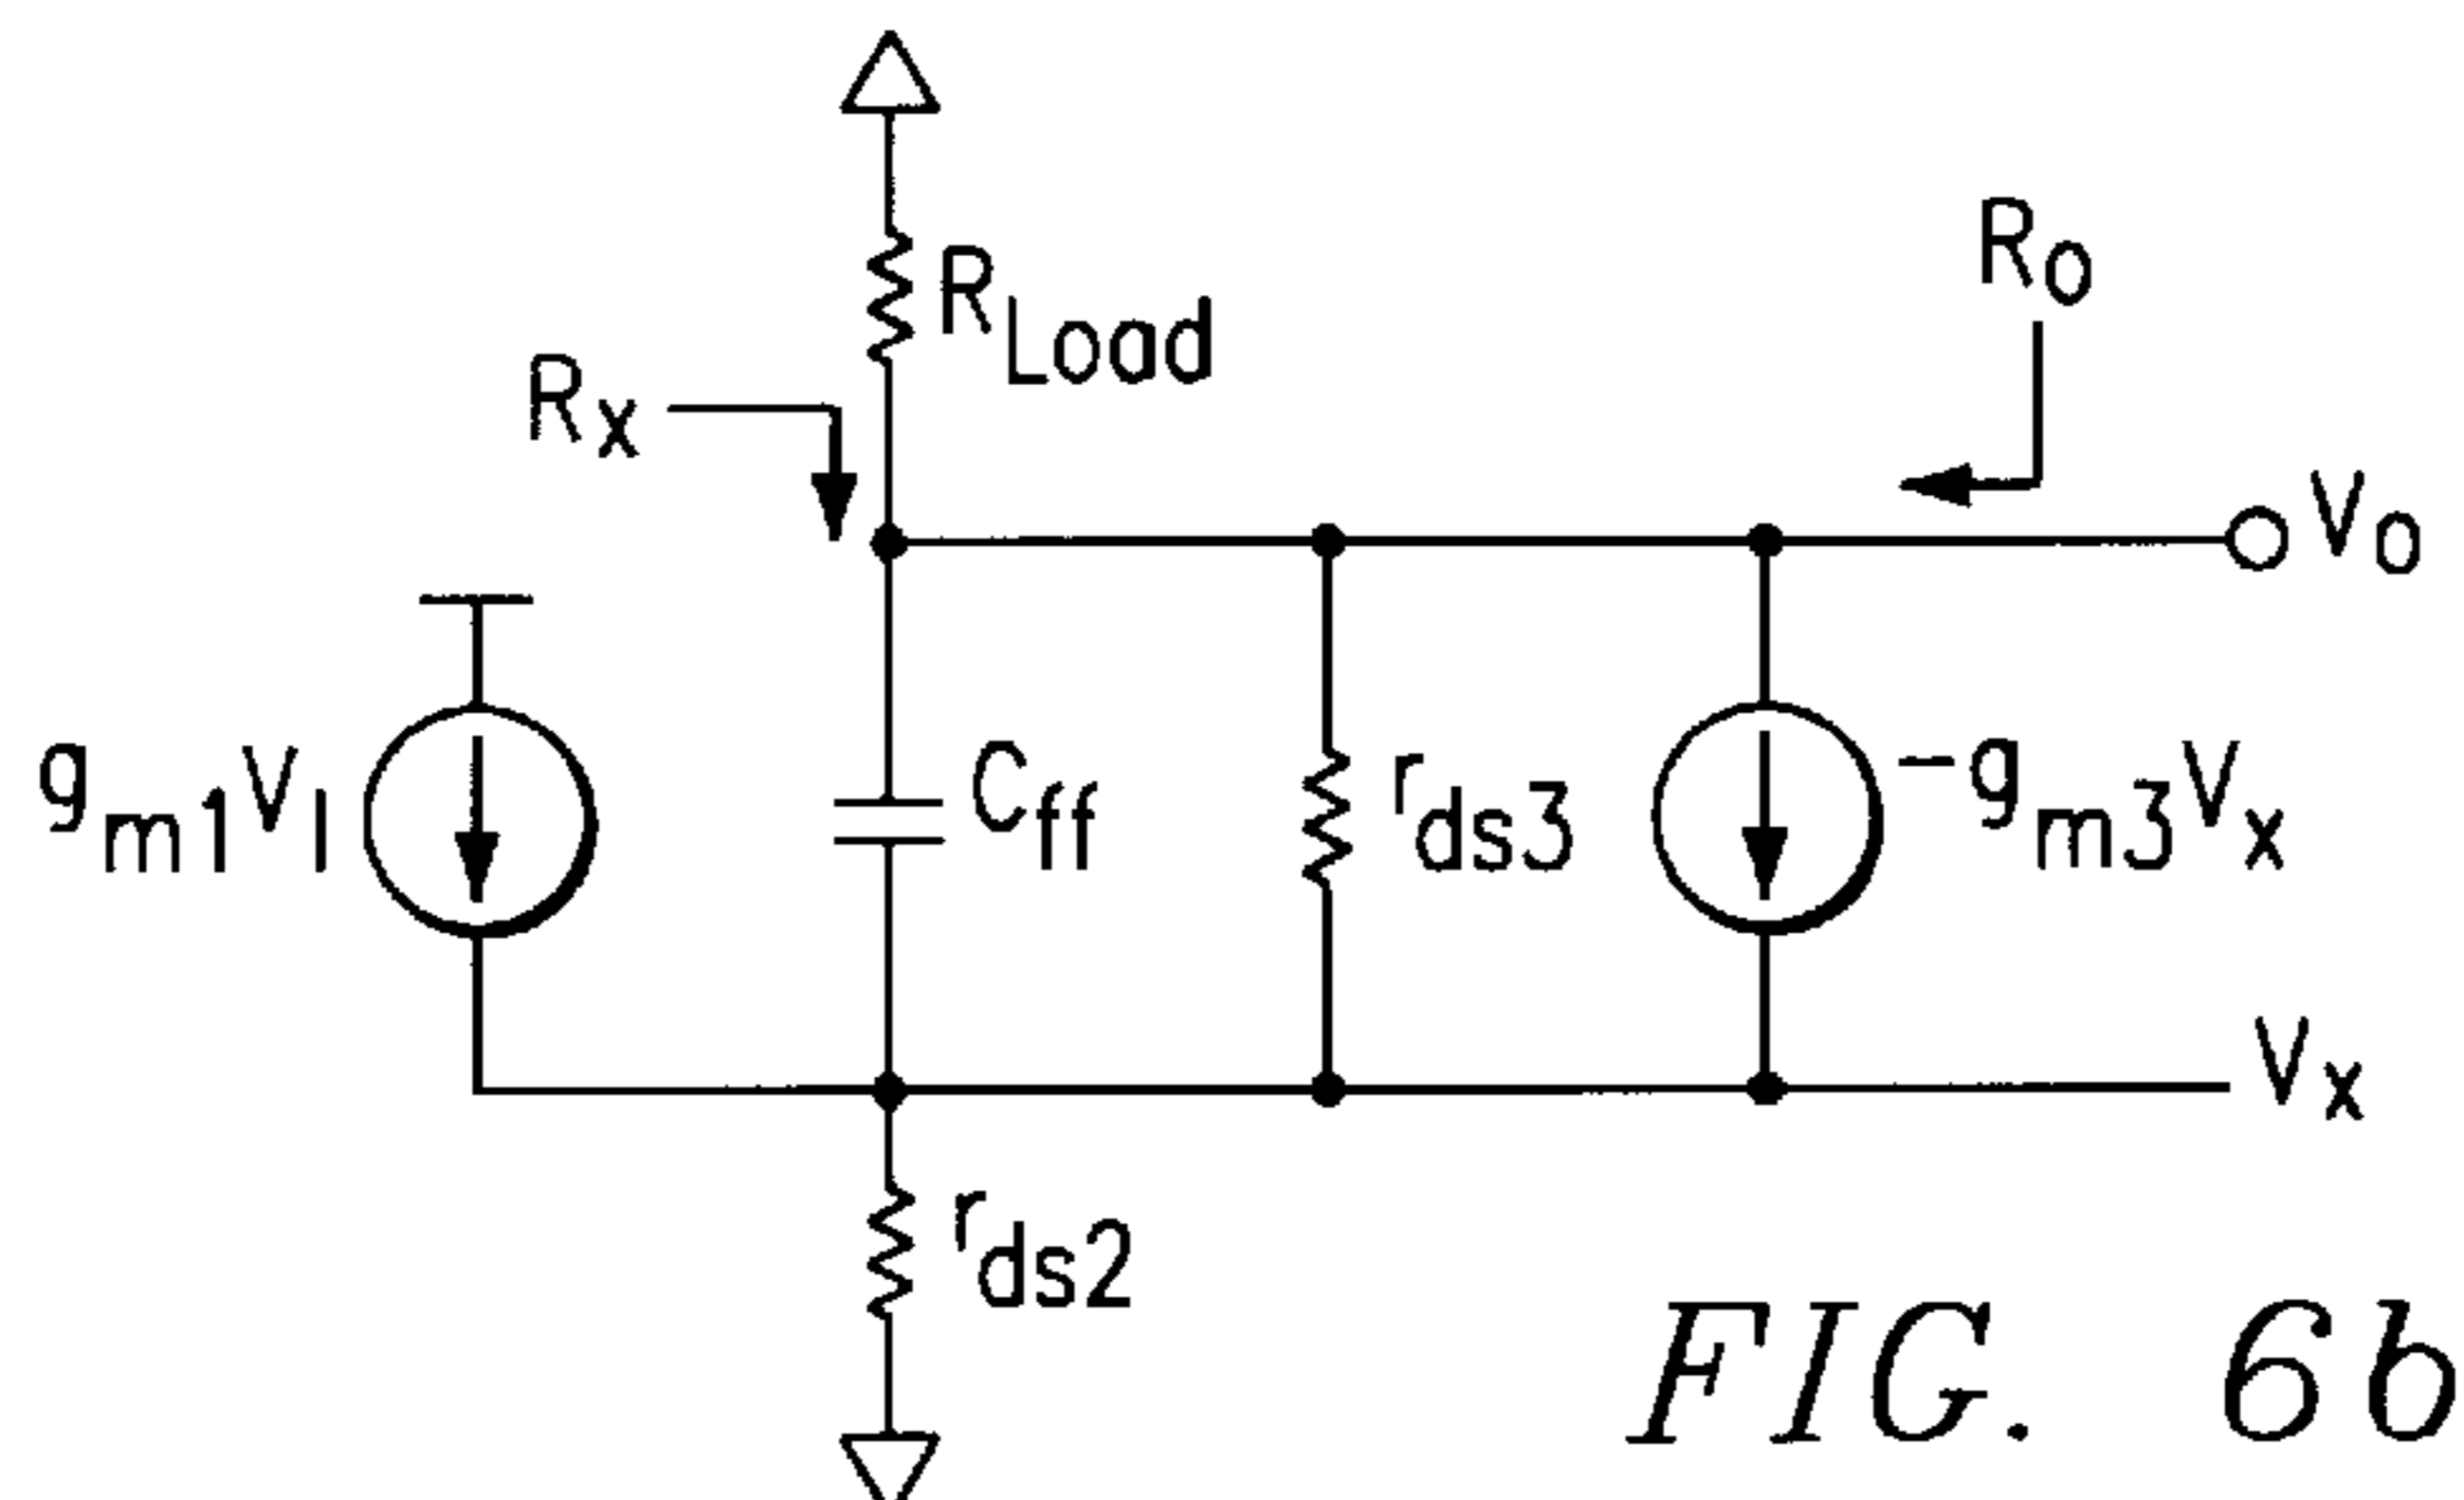 RLoad
Rx
Ro
Vo
gm1VI
Cff
rds3
-gm3Vx
Vx
rds2
FIG. 6b